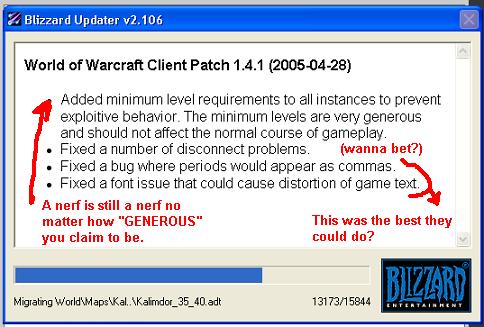 Blizzard Updater v2.106
World of Warcraft Client Patch 1.4.1 (2005-04-28)
Added minimum level requirements to all instances to prevent
exploitive behavior. The minimum levels are very generous
and should not affect the normal course of gameplay.
Fixed a number of disconnect problems. (wanna bet?)
Fixed a bug where periods would appear as commas.
Fixed a font issue that could cause distortion of game text.
A nerf is still a nerf no
matter how "GENEROUS"
you claim to be.
This was the best they
could do?
Migrating World\Maps\Kal..\Kalimdor_35_40.adt
13173/15844
BLIZZARD
ENTERTAINMENT